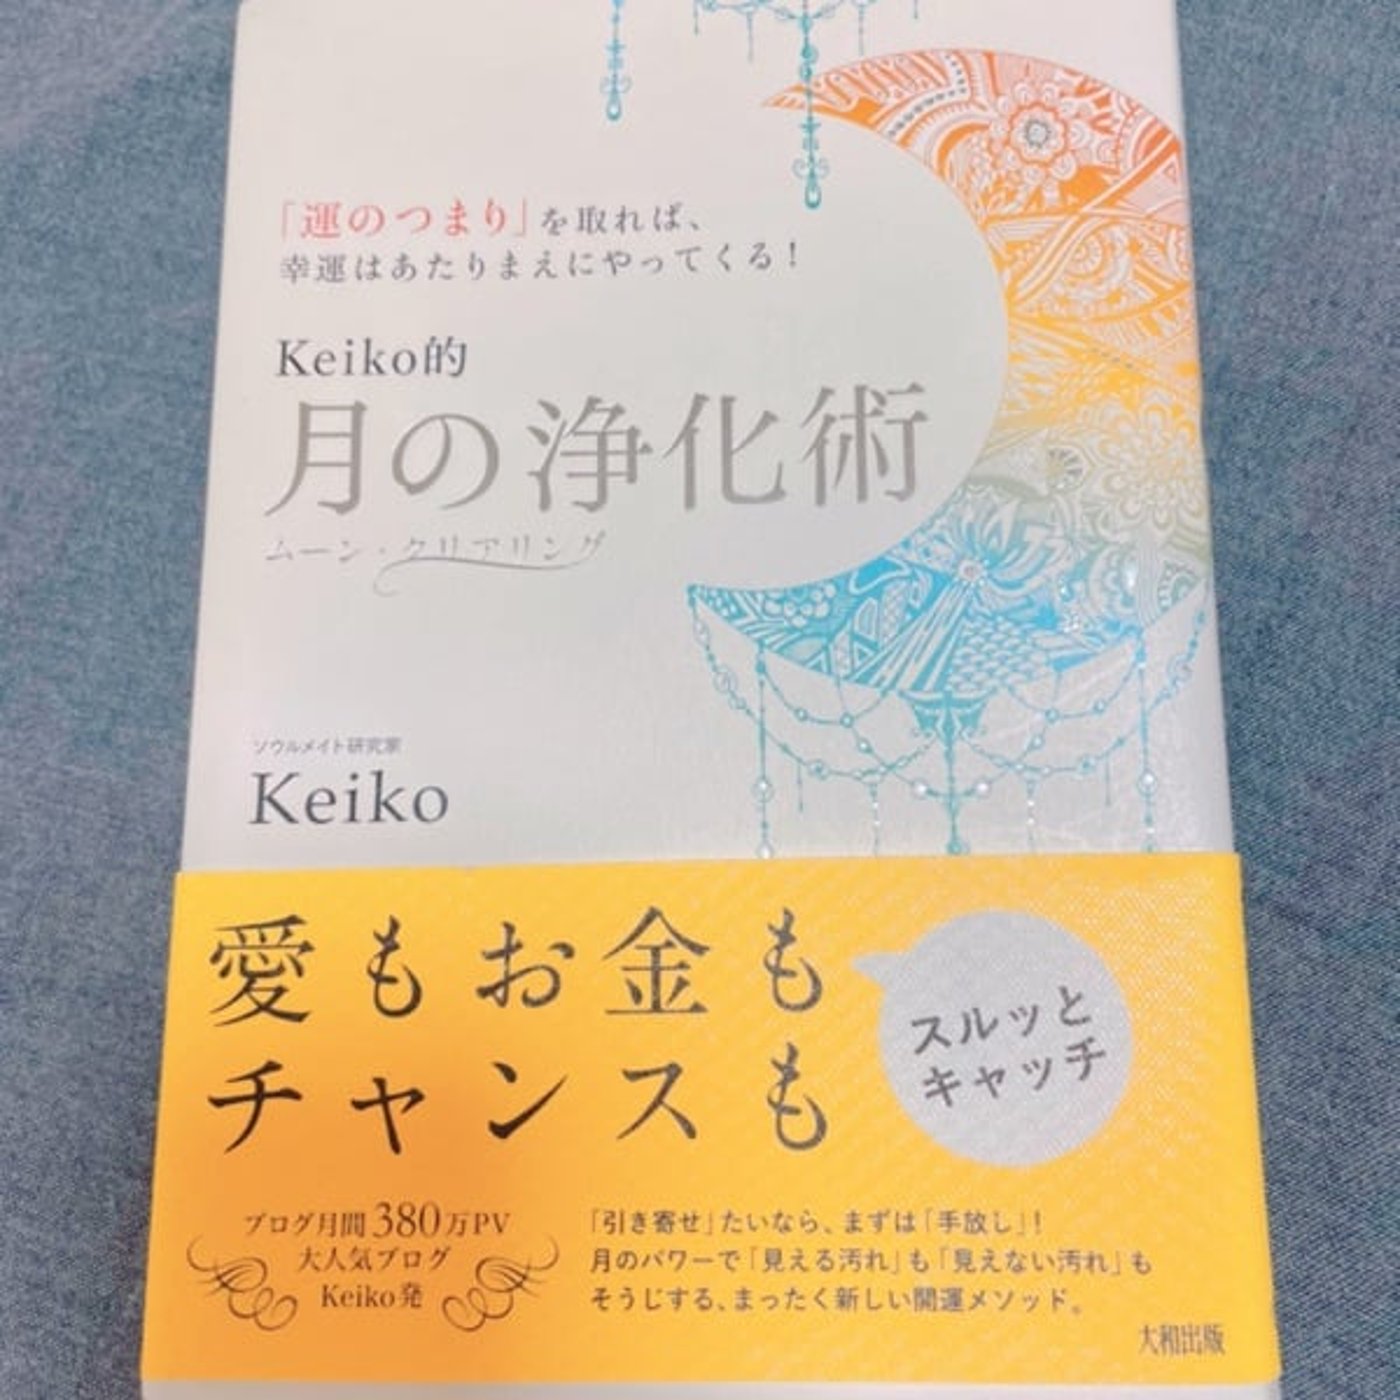 「運のつまり」を取れば、
幸運はあたりまえにやってくる！
Keiko的
月の浄化術
ムーン・クリアリング
ソウルメイト研究家
Keiko
愛もお金も
チャンスも
スルッと
キャッチ
ブログ月間380万PV
大人気ブログ
Keiko発
「引き寄せ」たいなら、まずは「手放し」！
月のパワーで「見える汚れ」も「見えない汚れ」も
そうじする、まったく新しい開運メソッド。
大和出版